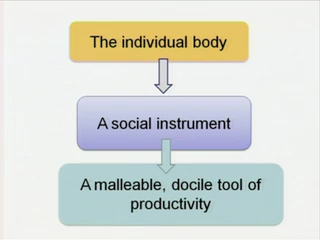 The individual body
A social instrument
A malleable, docile tool of
productivity